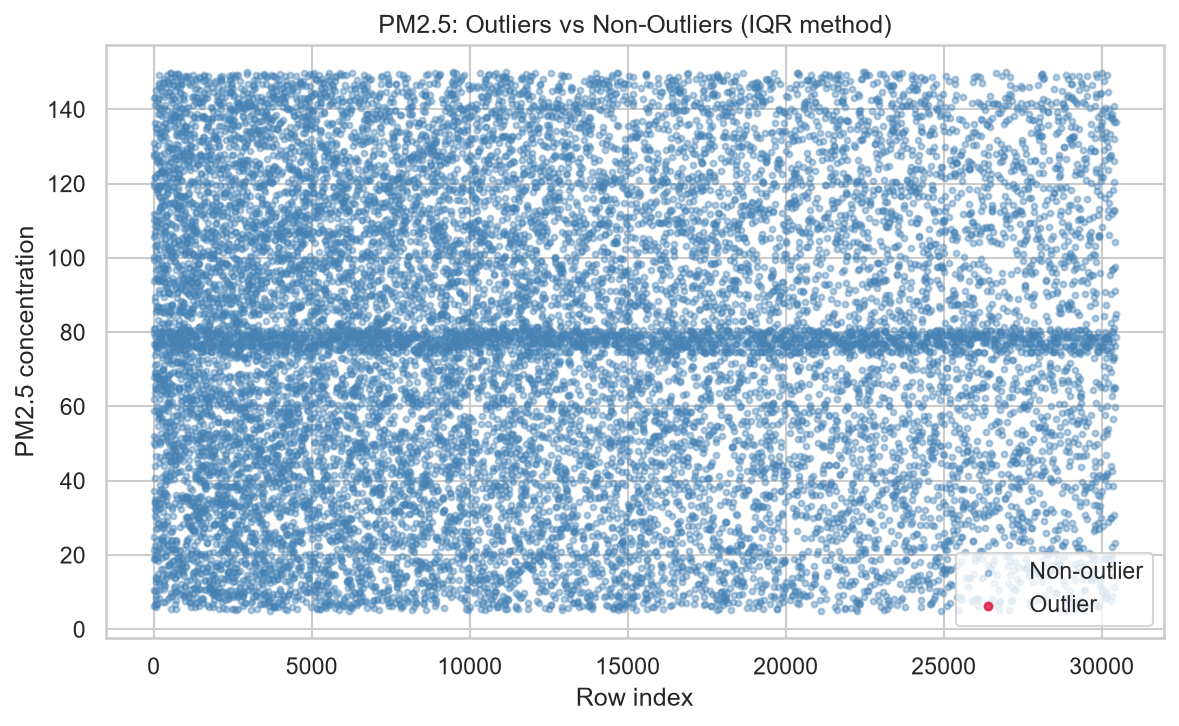 PM2.5: Outliers vs Non-Outliers (IQR method)
PM2.5 concentration
140
120
100
80
60
40
20
0
Non-outlier
Outlier
0 5000 10000 15000 20000 25000 30000
Row index